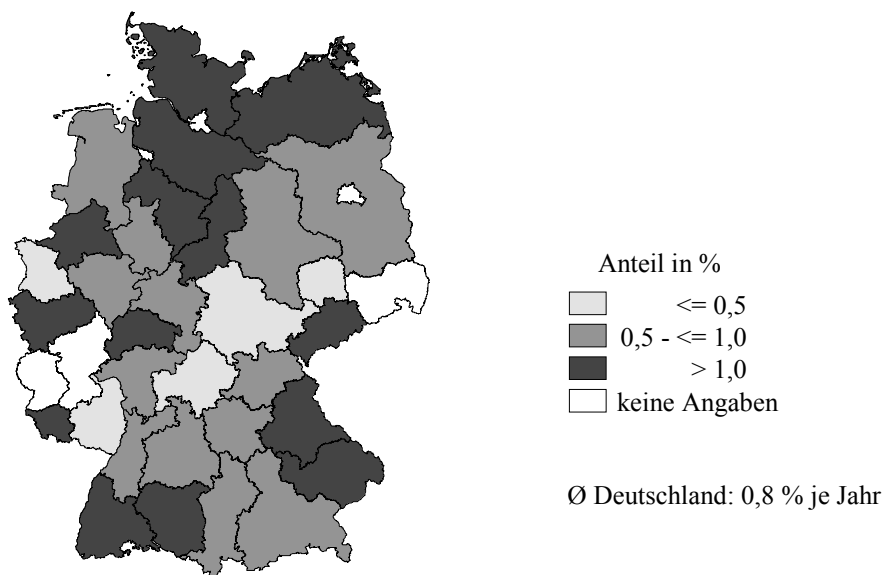 Anteil in %
<= 0,5
0,5 - <= 1,0
> 1,0
keine Angaben
Ø Deutschland: 0,8 % je Jahr